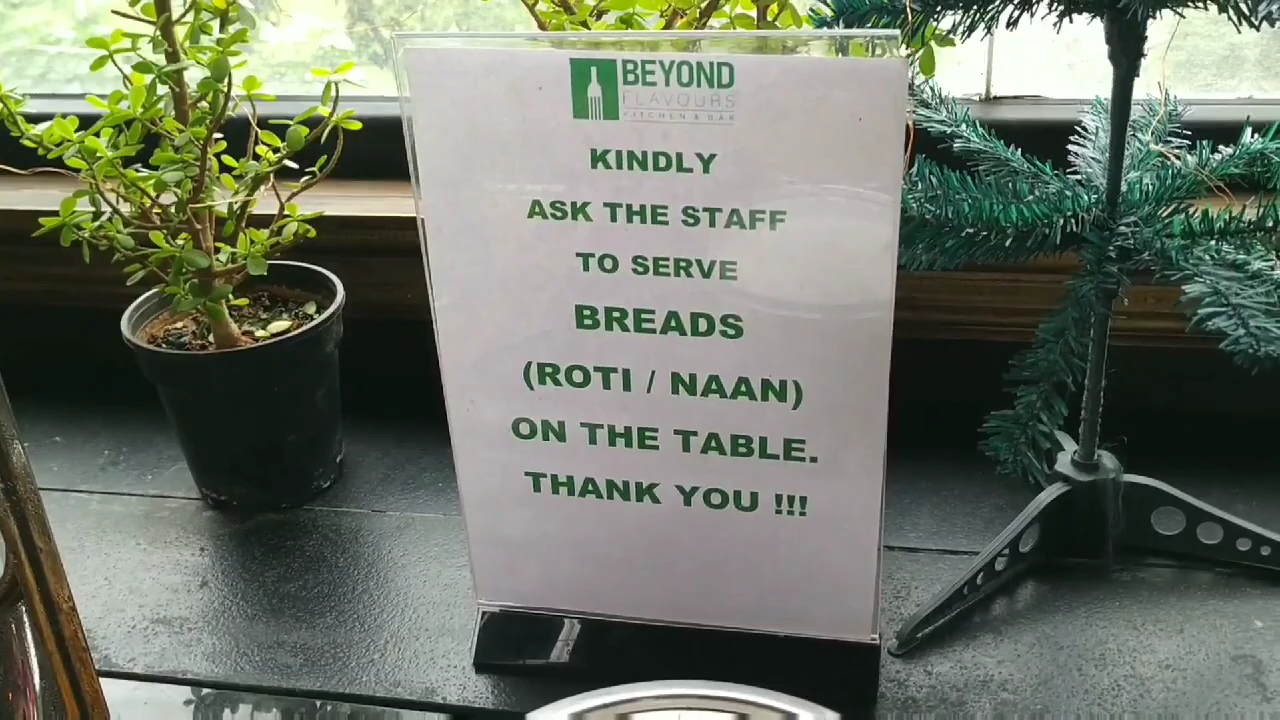 BEYOND
FLAVOURS
KITCHEN & BAR
KINDLY
ASK THE STAFF
TO SERVE
BREADS
(ROTI / NAAN)
ON THE TABLE.
THANK YOU !!!